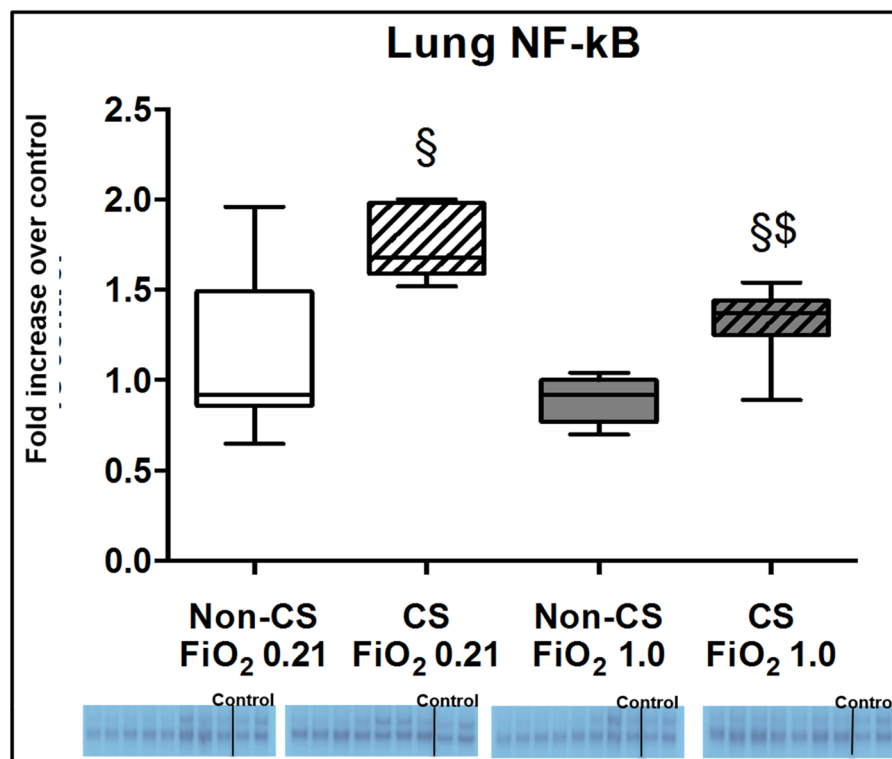 Lung NF-kB
Fold increase over control
2.5
2.0
1.5
1.0
0.5
0.0
§
§$
Non-CS
FiO₂ 0.21
CS
FiO₂ 0.21
Non-CS
FiO₂ 1.0
CS
FiO₂ 1.0
Control
Control
Control
Control